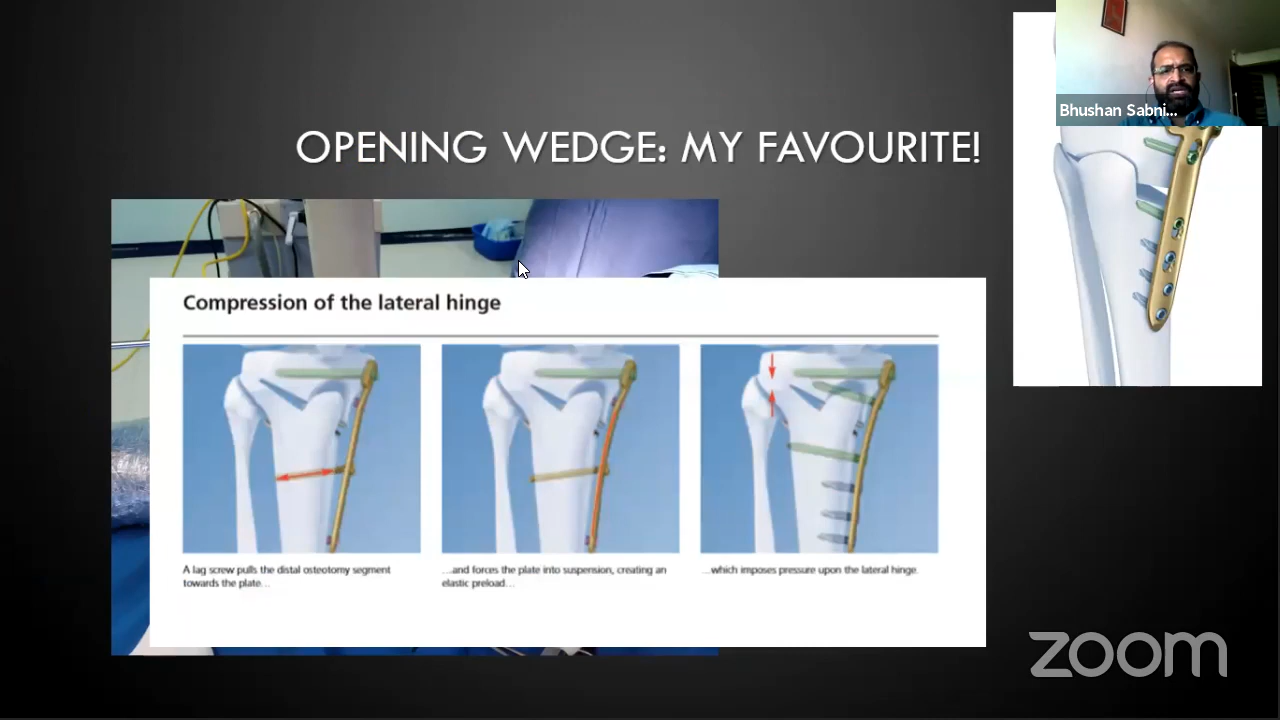 Bhushan Sabni...
OPENING WEDGE: MY FAVOURITE!
Compression of the lateral hinge
A lag screw pulls the distal osteotomy segment
towards the plate...
...and forces the plate into suspension, creating an
elastic preload...
...which imposes pressure upon the lateral hinge.
zoom